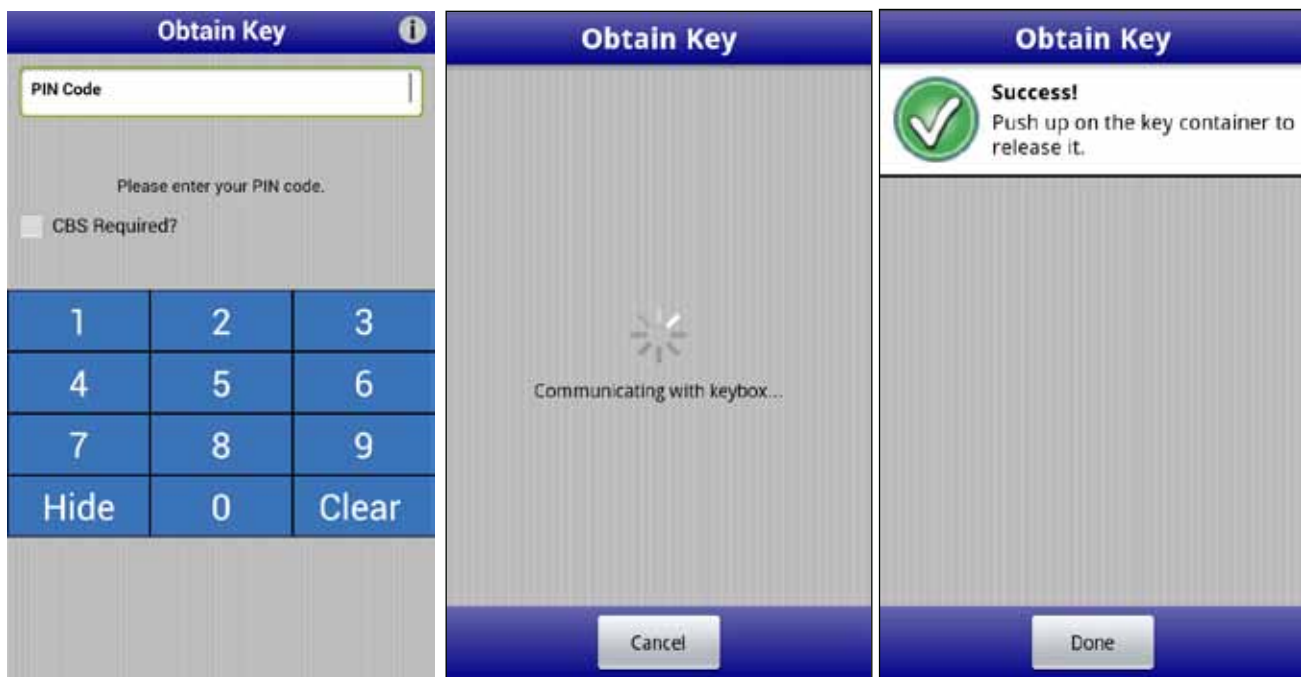 Obtain Key
i
PIN Code
Please enter your PIN code.
CBS Required?
1 2 3
4 5 6
7 8 9
Hide 0 Clear
Obtain Key
Communicating with keybox...
Cancel
Obtain Key
Success!
Push up on the key container to
release it.
Done